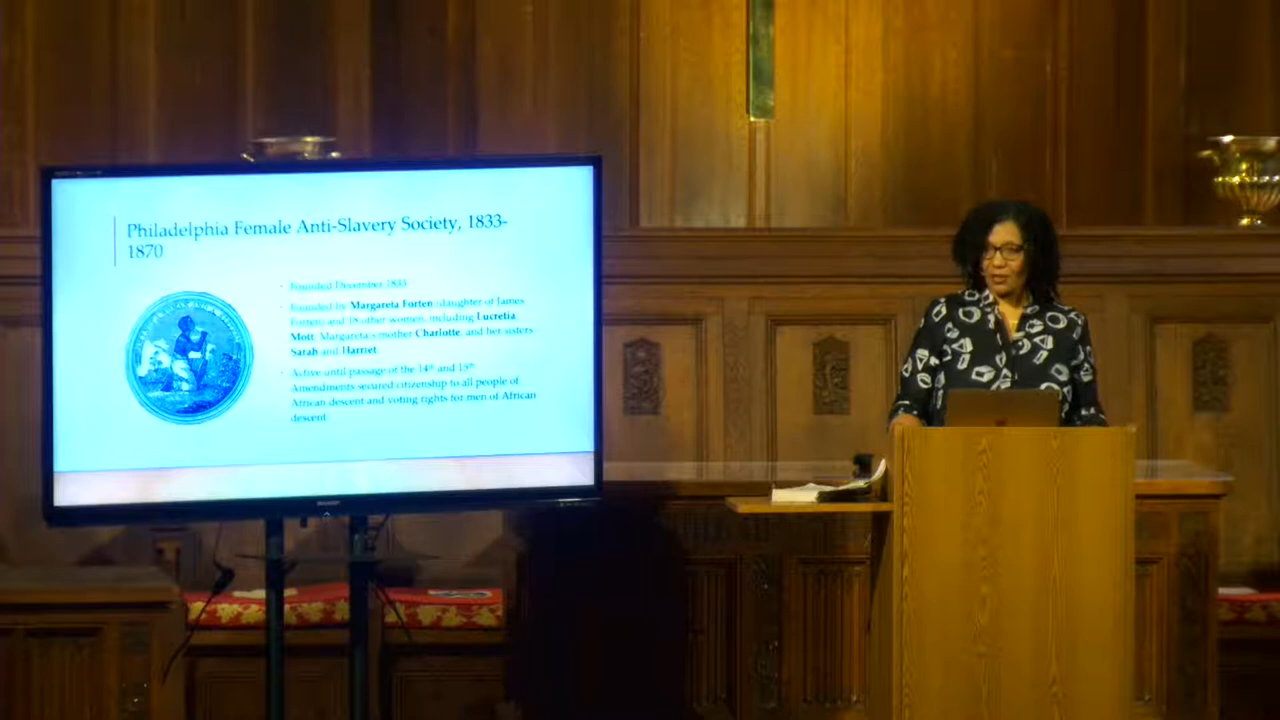 Philadelphia Female Anti-Slavery Society, 1833-
1870
Founded December 1833
Founded by Margareta Forten (daughter of James
Forten) and 18 other women, including Lucretia
Mott, Margareta's mother Charlotte, and her sisters
Sarah and Harriet.
Active until passage of the 14th and 15th
Amendments secured citizenship to all people of
African descent and voting rights for men of African
descent.